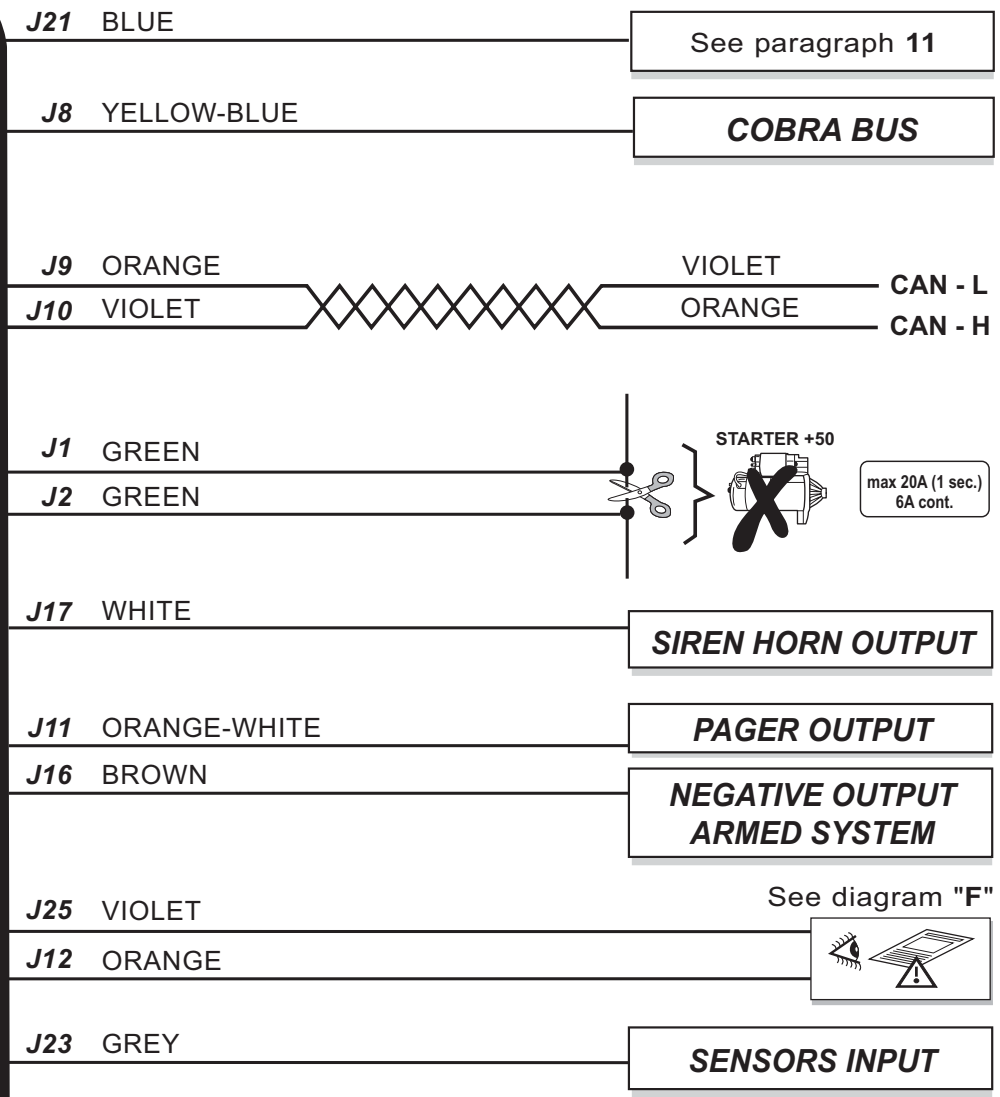 J21 BLUE
See paragraph 11
J8 YELLOW-BLUE
COBRA BUS
J9 ORANGE VIOLET
CAN - L
J10 VIOLET ORANGE
CAN - H
J1 GREEN
STARTER +50
J2 GREEN
max 20A (1 sec.)
6A cont.
J17 WHITE
SIREN HORN OUTPUT
J11 ORANGE-WHITE
PAGER OUTPUT
J16 BROWN
NEGATIVE OUTPUT
ARMED SYSTEM
See diagram "F"
J25 VIOLET
J12 ORANGE
J23 GREY
SENSORS INPUT